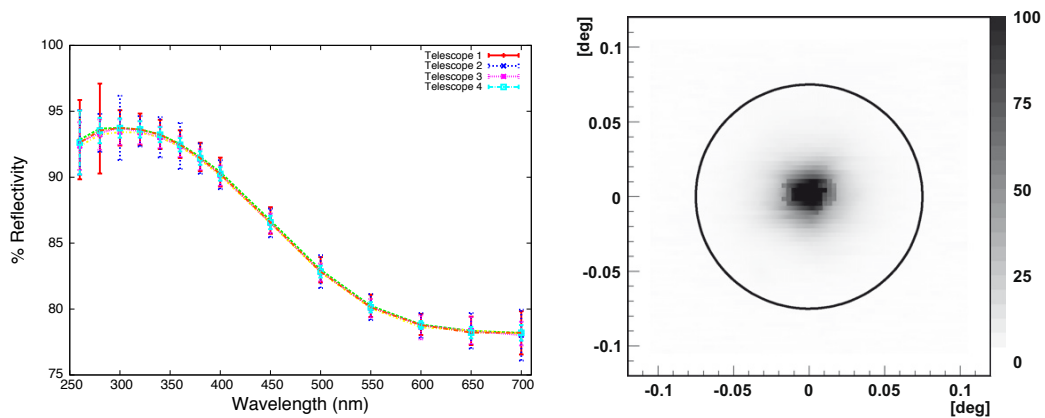 100
95
90
85
80
75
250 300 350 400 450 500 550 600 650 700
% Reflectivity
Wavelength (nm)
Telescope 1
Telescope 2
Telescope 3
Telescope 4
[deg]
0.1
0.05
0
-0.05
-0.1
-0.1 -0.05 0 0.05 0.1
[deg]
100
75
50
25
0